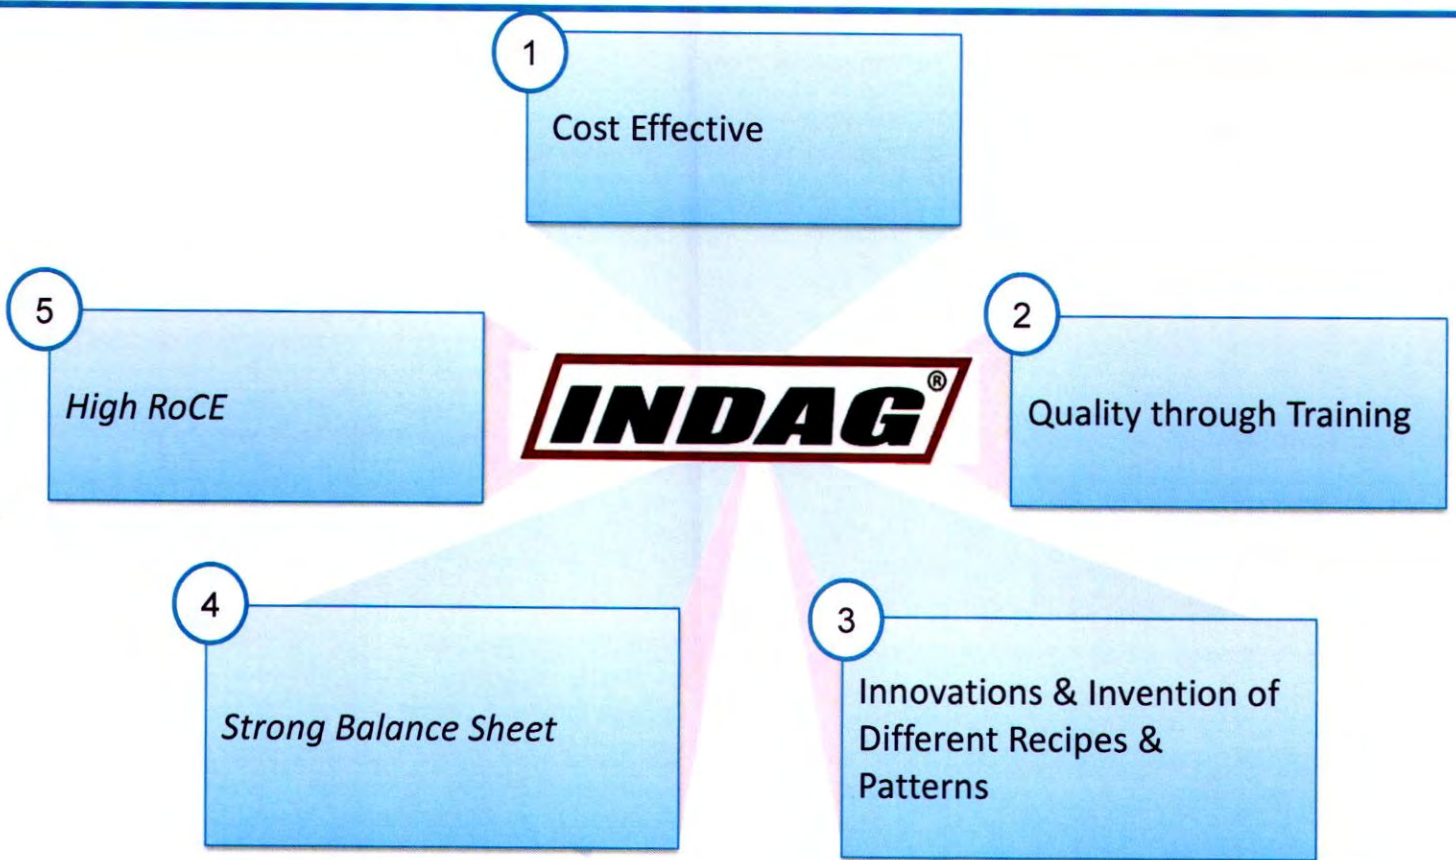 1
Cost Effective
2
Quality through Training
3
Innovations & Invention of
Different Recipes &
Patterns
4
Strong Balance Sheet
5
High RoCE
INDAG®